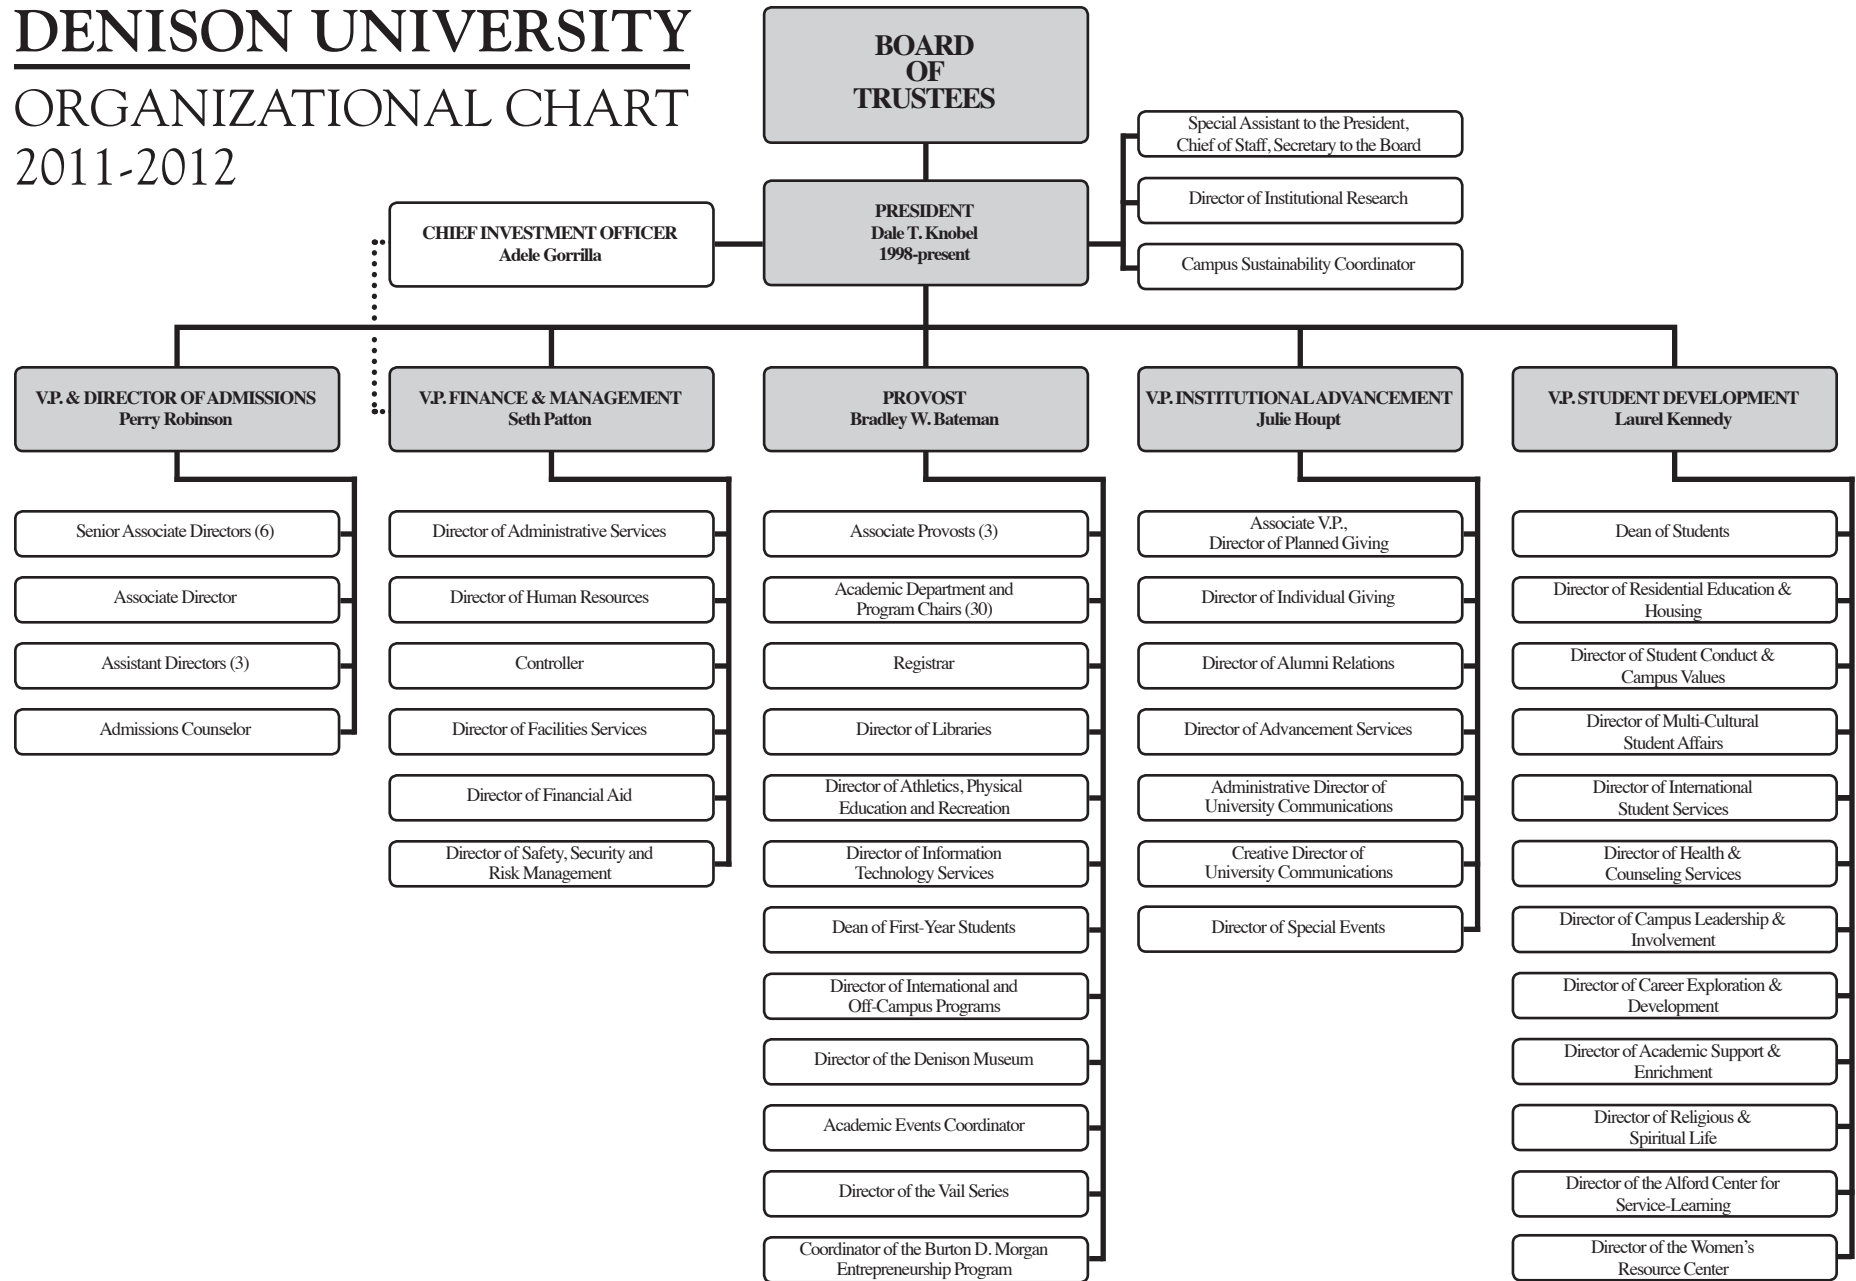 DENISON UNIVERSITY
ORGANIZATIONAL CHART
2011-2012
BOARD
OF
TRUSTEES
PRESIDENT
Dale T. Knobel
1998-present
CHIEF INVESTMENT OFFICER
Adele Gorrilla
Special Assistant to the President,
Chief of Staff, Secretary to the Board
Director of Institutional Research
Campus Sustainability Coordinator
V.P. & DIRECTOR OF ADMISSIONS
Perry Robinson
Senior Associate Directors (6)
Associate Director
Assistant Directors (3)
Admissions Counselor
V.P. FINANCE & MANAGEMENT
Seth Patton
Director of Administrative Services
Director of Human Resources
Controller
Director of Facilities Services
Director of Financial Aid
Director of Safety, Security and
Risk Management
PROVOST
Bradley W. Bateman
Associate Provosts (3)
Academic Department and
Program Chairs (30)
Registrar
Director of Libraries
Director of Athletics, Physical
Education and Recreation
Director of Information
Technology Services
Dean of First-Year Students
Director of International and
Off-Campus Programs
Director of the Denison Museum
Academic Events Coordinator
Director of the Vail Series
Coordinator of the Burton D. Morgan
Entrepreneurship Program
V.P. INSTITUTIONAL ADVANCEMENT
Julie Houpt
Associate V.P.,
Director of Planned Giving
Director of Individual Giving
Director of Alumni Relations
Director of Advancement Services
Administrative Director of
University Communications
Creative Director of
University Communications
Director of Special Events
V.P. STUDENT DEVELOPMENT
Laurel Kennedy
Dean of Students
Director of Residential Education &
Housing
Director of Student Conduct &
Campus Values
Director of Multi-Cultural
Student Affairs
Director of International
Student Services
Director of Health &
Counseling Services
Director of Campus Leadership &
Involvement
Director of Career Exploration &
Development
Director of Academic Support &
Enrichment
Director of Religious &
Spiritual Life
Director of the Alford Center for
Service-Learning
Director of the Women's
Resource Center